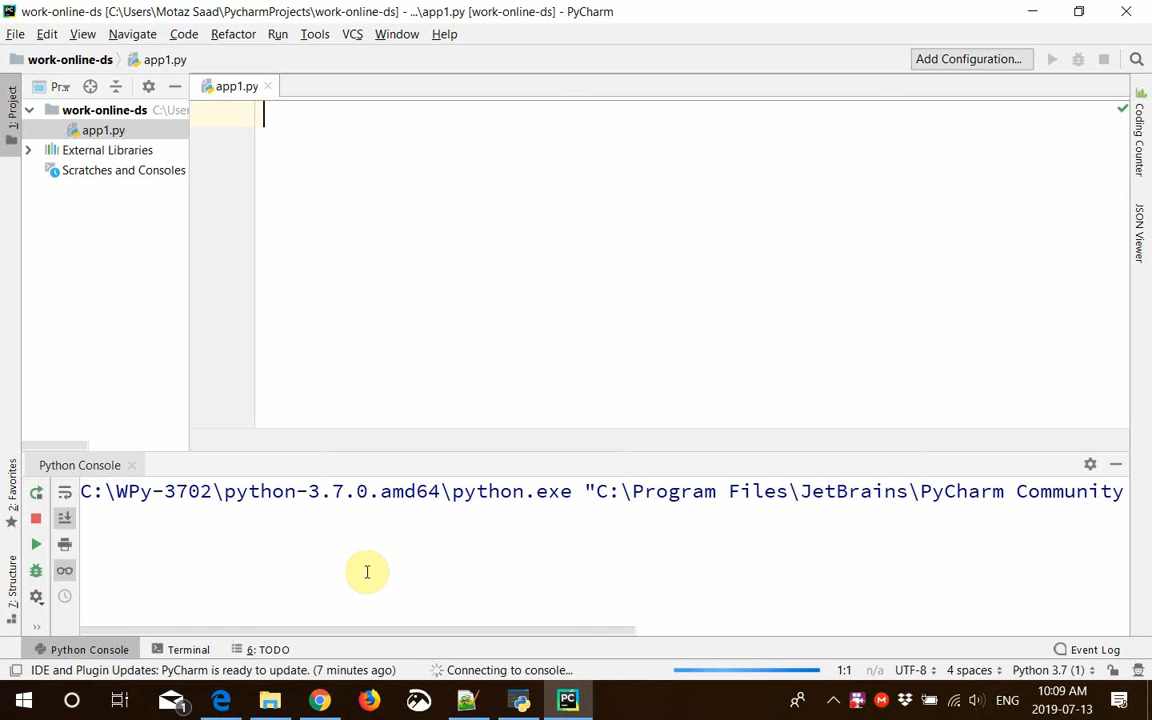 work-online-ds [C:\Users\Motaz Saad\PycharmProjects\work-online-ds] - ...\app1.py [work-online-ds] - PyCharm
File Edit View Navigate Code Refactor Run Tools VCS Window Help
work-online-ds app1.py Add Configuration...
1: Project
Pr.. app1.py
work-online-ds C:\User
app1.py
External Libraries
Scratches and Consoles
Coding Counter
JSON Viewer
Python Console
C:\WPy-3702\python-3.7.0.amd64\python.exe "C:\Program Files\JetBrains\PyCharm Community
2: Favorites
7: Structure
Python Console Terminal 6: TODO Event Log
IDE and Plugin Updates: PyCharm is ready to update. (7 minutes ago) Connecting to console... 1:1 n/a UTF-8 4 spaces Python 3.7 (1)
1 ENG 10:09 AM
2019-07-13